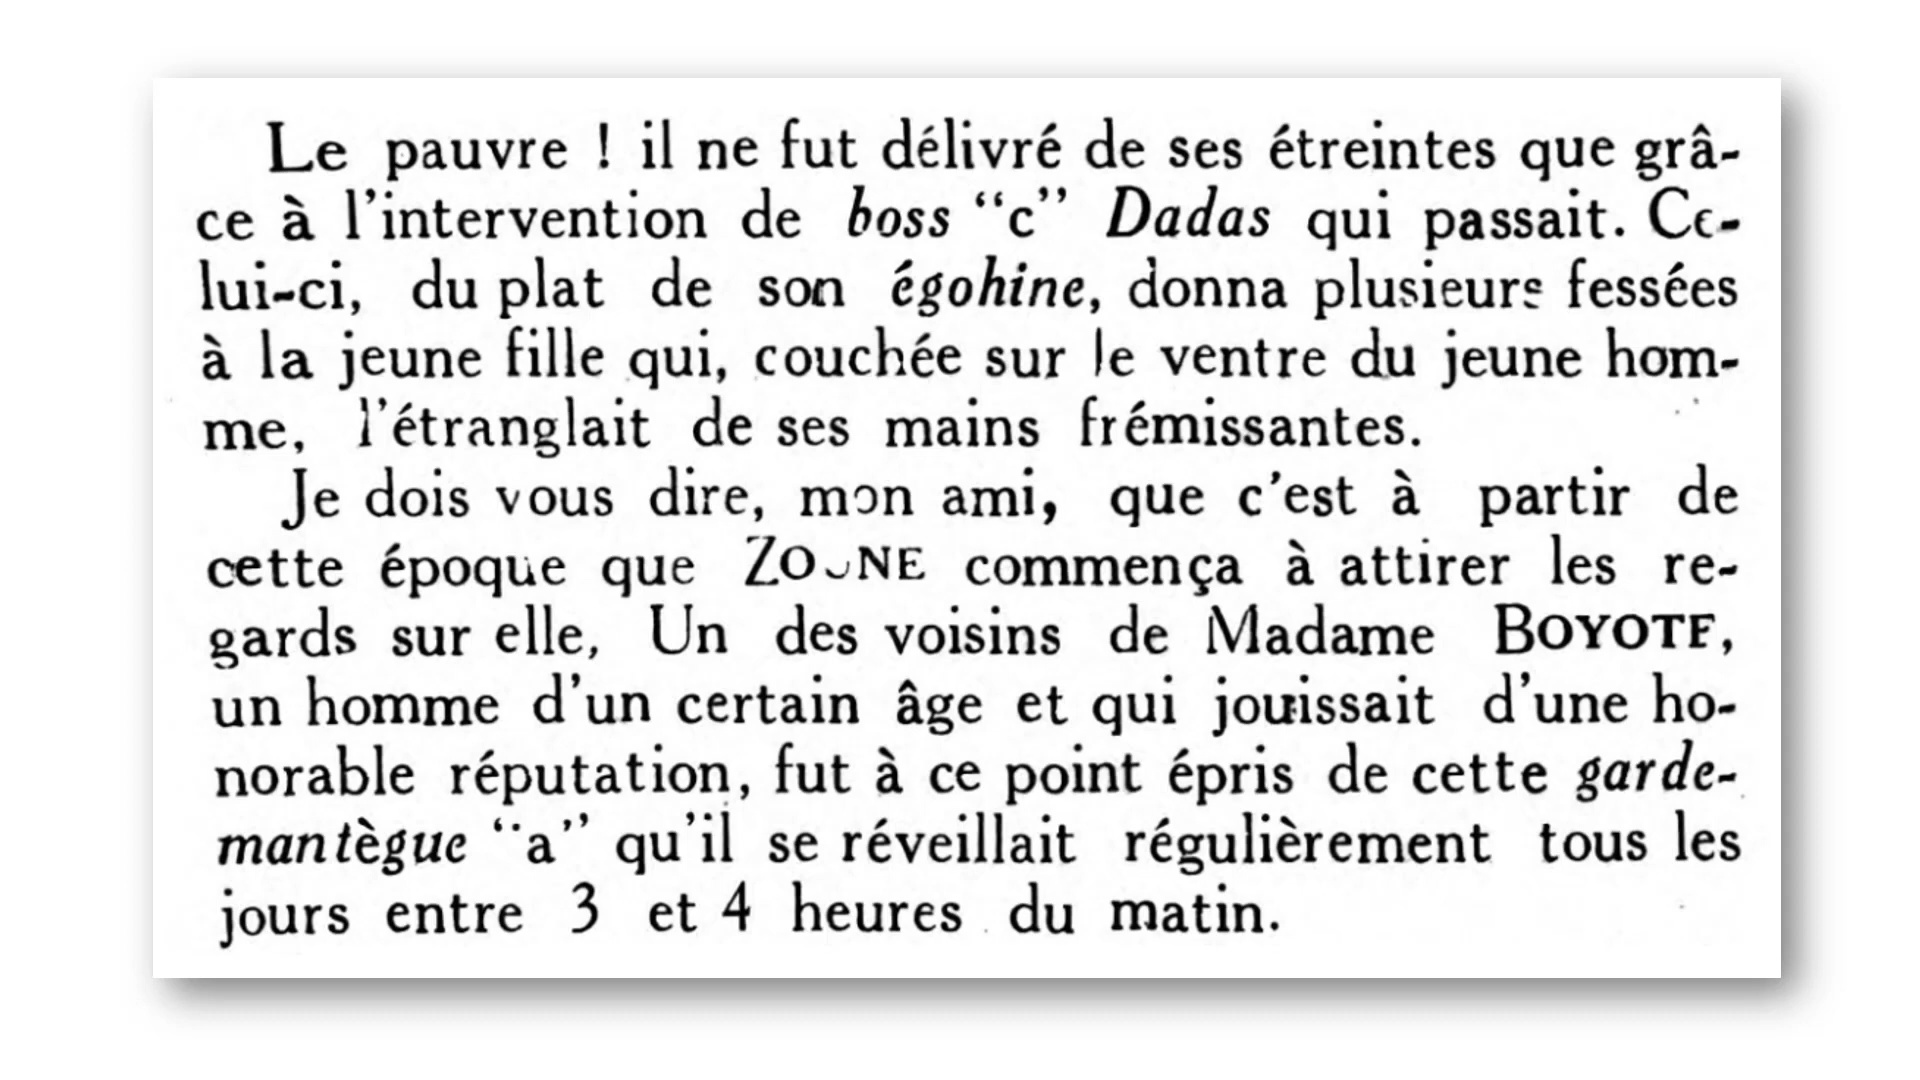 Le pauvre ! il ne fut délivré de ses étreintes que grâ-
ce à l'intervention de boss “c” Dadas qui passait. Ce-
lui-ci, du plat de son égohine, donna plusieurs fessées
à la jeune fille qui, couchée sur le ventre du jeune hom-
me, l'étranglait de ses mains frémissantes.
Je dois vous dire, mon ami, que c'est à partir de
cette époque que ZOUNE commença à attirer les re-
gards sur elle, Un des voisins de Madame BOYOTE,
un homme d'un certain âge et qui jouissait d'une ho-
norable réputation, fut à ce point épris de cette garde-
mantègue “a” qu'il se réveillait régulièrement tous les
jours entre 3 et 4 heures du matin.